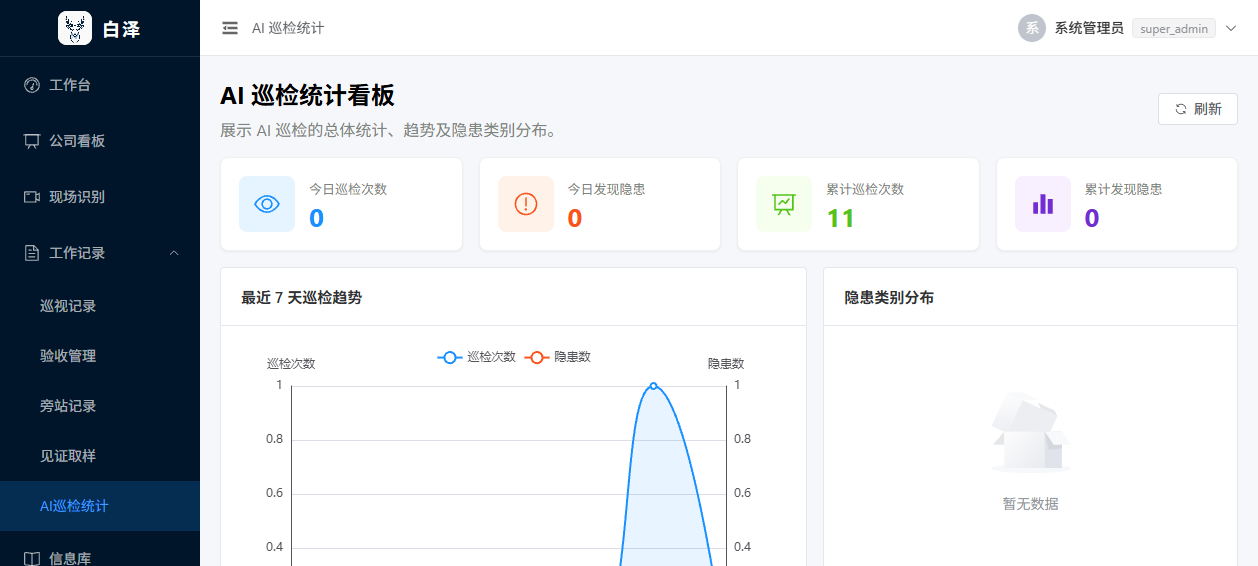 白泽
AI 巡检统计
系 系统管理员 super_admin
工作台
公司看板
现场识别
工作记录
巡视记录
验收管理
旁站记录
见证取样
AI巡检统计
信息库
AI 巡检统计看板
展示 AI 巡检的总体统计、趋势及隐患类别分布。
刷新
今日巡检次数
0
今日发现隐患
0
累计巡检次数
11
累计发现隐患
0
最近 7 天巡检趋势
巡检次数 隐患数
巡检次数
隐患数
1
0.8
0.6
0.4
1
0.8
0.6
0.4
隐患类别分布
暂无数据